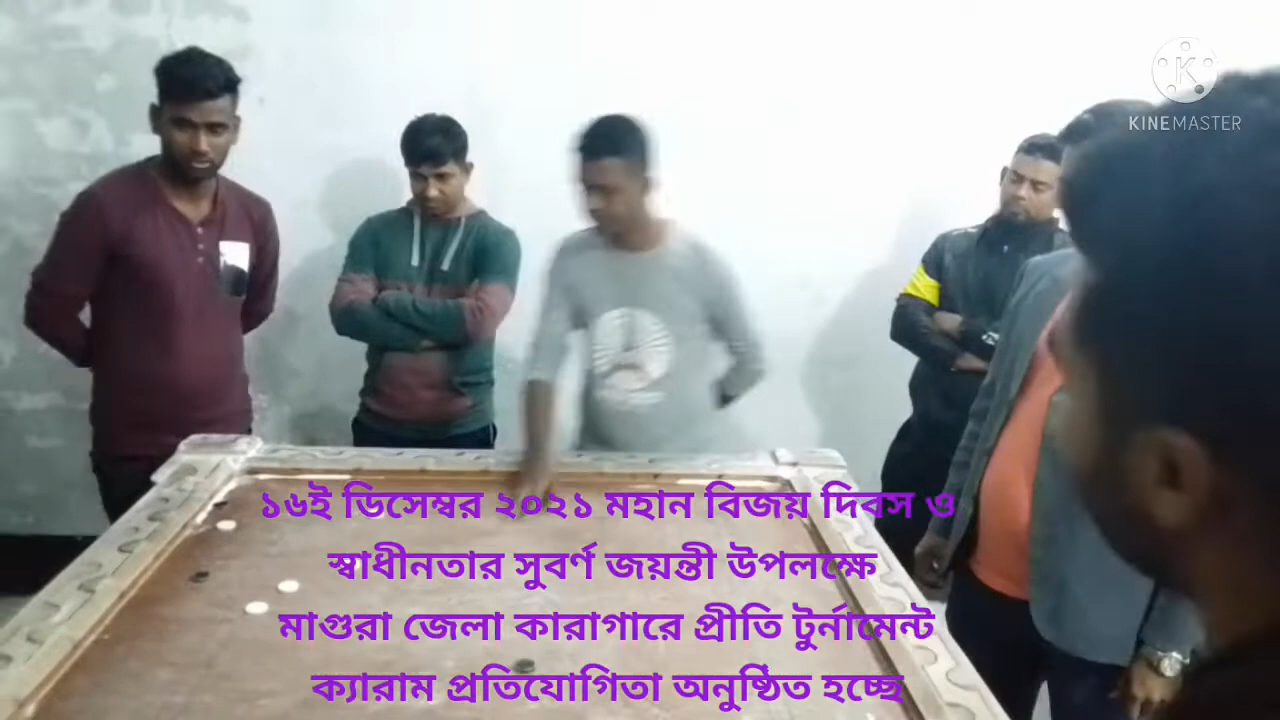 KINEMASTER
১৬ই ডিসেম্বর ২০২১ মহান বিজয় দিবস ও
স্বাধীনতার সুবর্ণ জয়ন্তী উপলক্ষে
মাগুরা জেলা কারাগারে প্রীতি টুর্নামেন্ট
ক্যারাম প্রতিযোগিতা অনুষ্ঠিত হচ্ছে